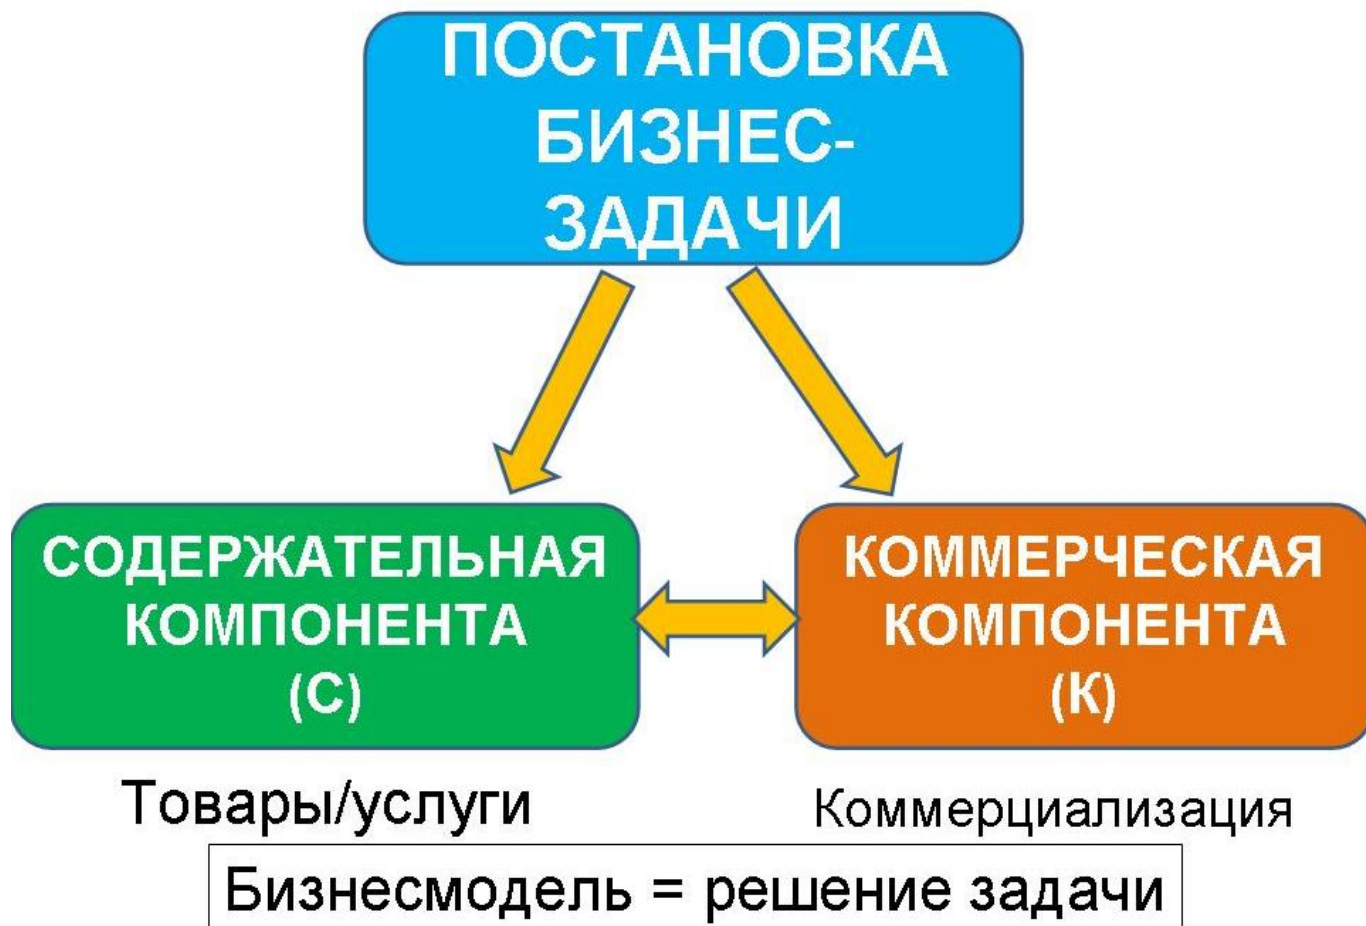 ПОСТАНОВКА
БИЗНЕС-
ЗАДАЧИ
СОДЕРЖАТЕЛЬНАЯ
КОМПОНЕНТА
(С)
КОММЕРЧЕСКАЯ
КОМПОНЕНТА
(К)
Товары/услуги
Коммерциализация
Бизнесмодель = решение задачи